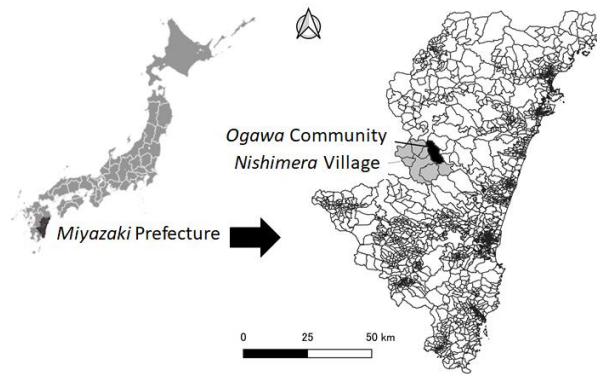 Ogawa Community
Nishimera Village
Miyazaki Prefecture
0 25 50 km